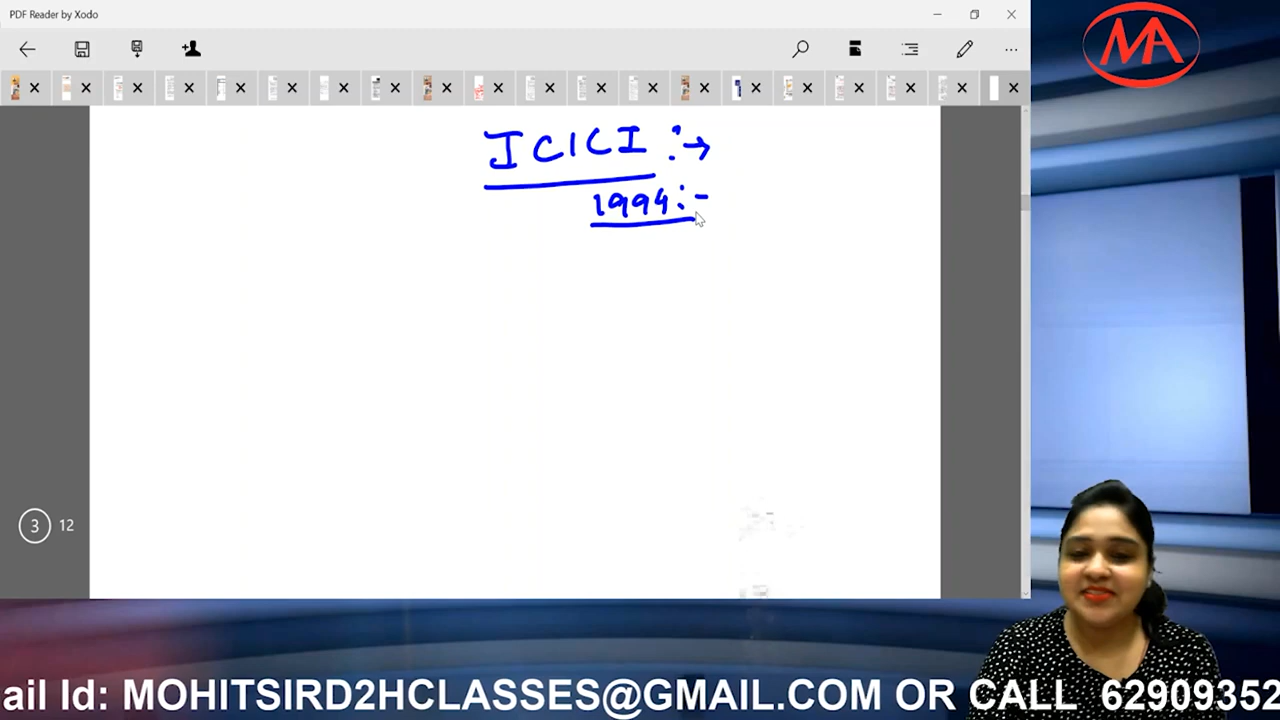 PDF Reader by Xodo
MA
ICICI :→
1994:-
3 12
ail Id: MOHITSIRD2HCLASSES@GMAIL.COM OR CALL 62909352